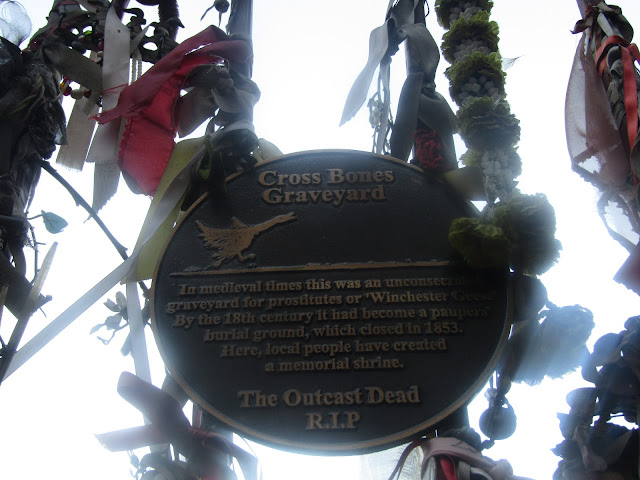 Cross Bones
Graveyard
In medieval times this was an unconsecrated
graveyard for prostitutes or 'Winchester Geese'
By the 18th century it had become a paupers'
burial ground, which closed in 1853.
Here, local people have created
a memorial shrine.
The Outcast Dead
R.I.P